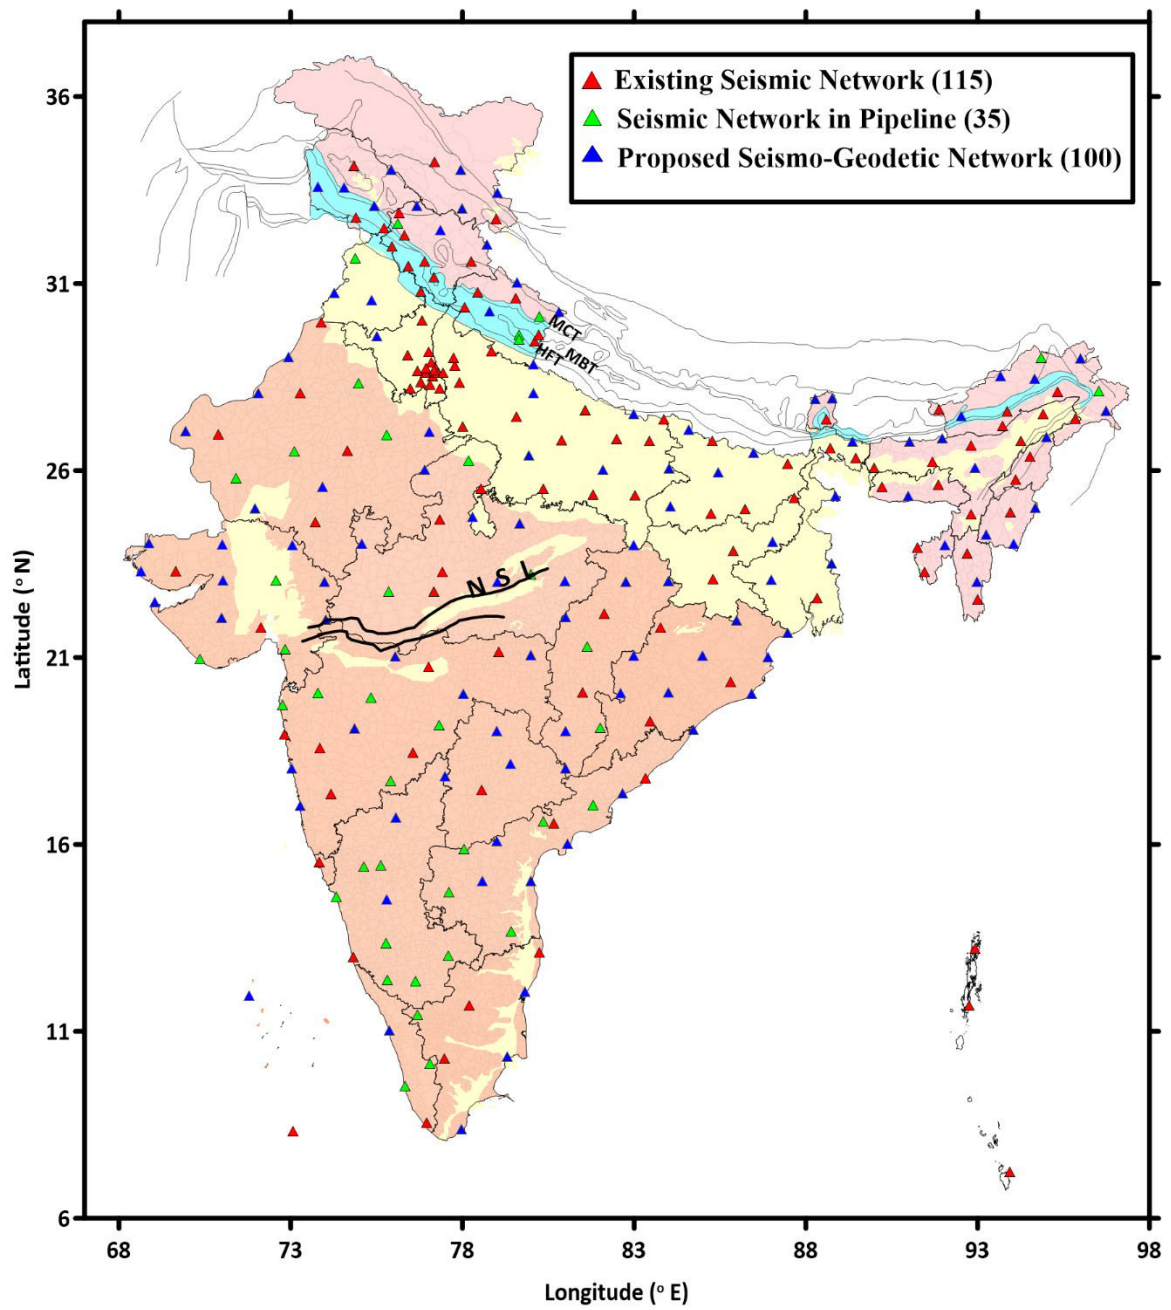 Existing Seismic Network (115)
Seismic Network in Pipeline (35)
Proposed Seismo-Geodetic Network (100)
36
31
MCT
MBT
HFT
26
N S L
21
16
11
6
68 73 78 83 88 93 98
Latitude (° N)
Longitude (° E)